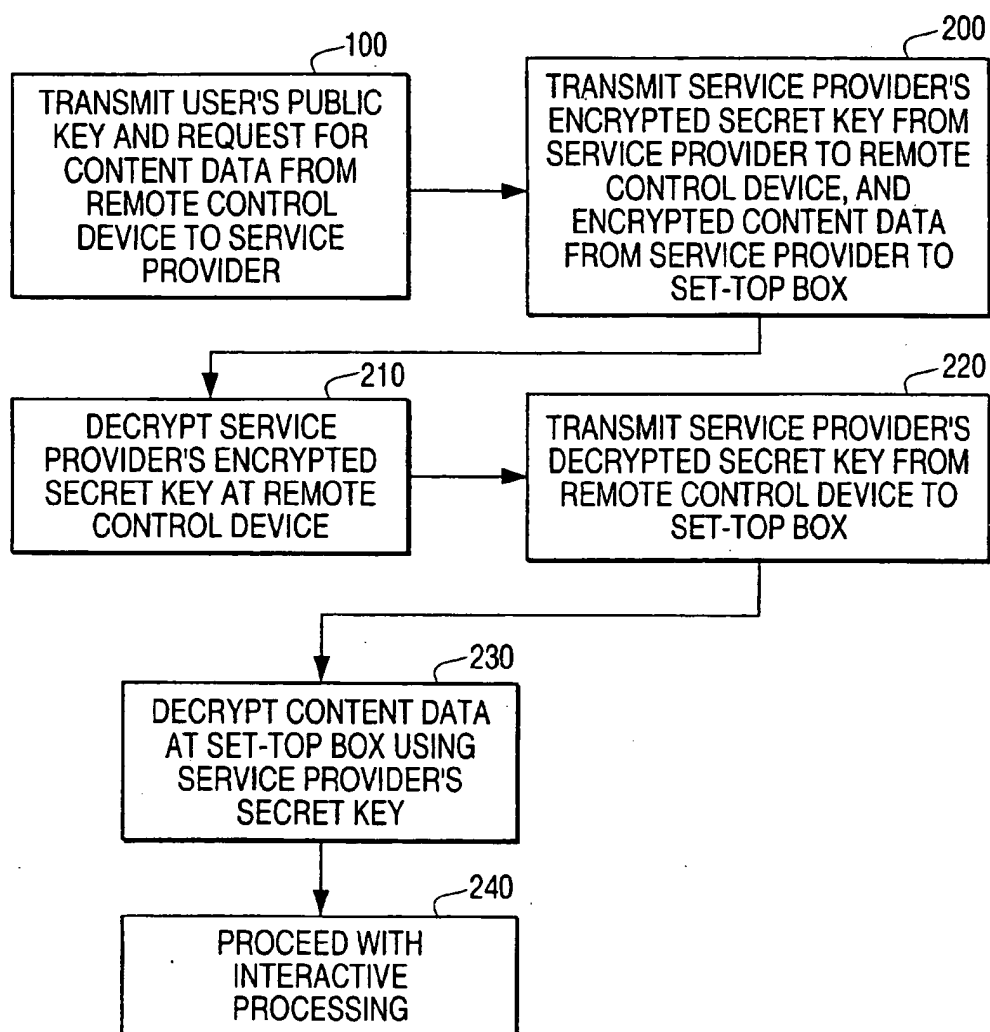 100
TRANSMIT USER'S PUBLIC
KEY AND REQUEST FOR
CONTENT DATA FROM
REMOTE CONTROL
DEVICE TO SERVICE
PROVIDER
200
TRANSMIT SERVICE PROVIDER'S
ENCRYPTED SECRET KEY FROM
SERVICE PROVIDER TO REMOTE
CONTROL DEVICE, AND
ENCRYPTED CONTENT DATA
FROM SERVICE PROVIDER TO
SET-TOP BOX
210
DECRYPT SERVICE
PROVIDER'S ENCRYPTED
SECRET KEY AT REMOTE
CONTROL DEVICE
220
TRANSMIT SERVICE PROVIDER'S
DECRYPTED SECRET KEY FROM
REMOTE CONTROL DEVICE TO
SET-TOP BOX
230
DECRYPT CONTENT DATA
AT SET-TOP BOX USING
SERVICE PROVIDER'S
SECRET KEY
240
PROCEED WITH
INTERACTIVE
PROCESSING